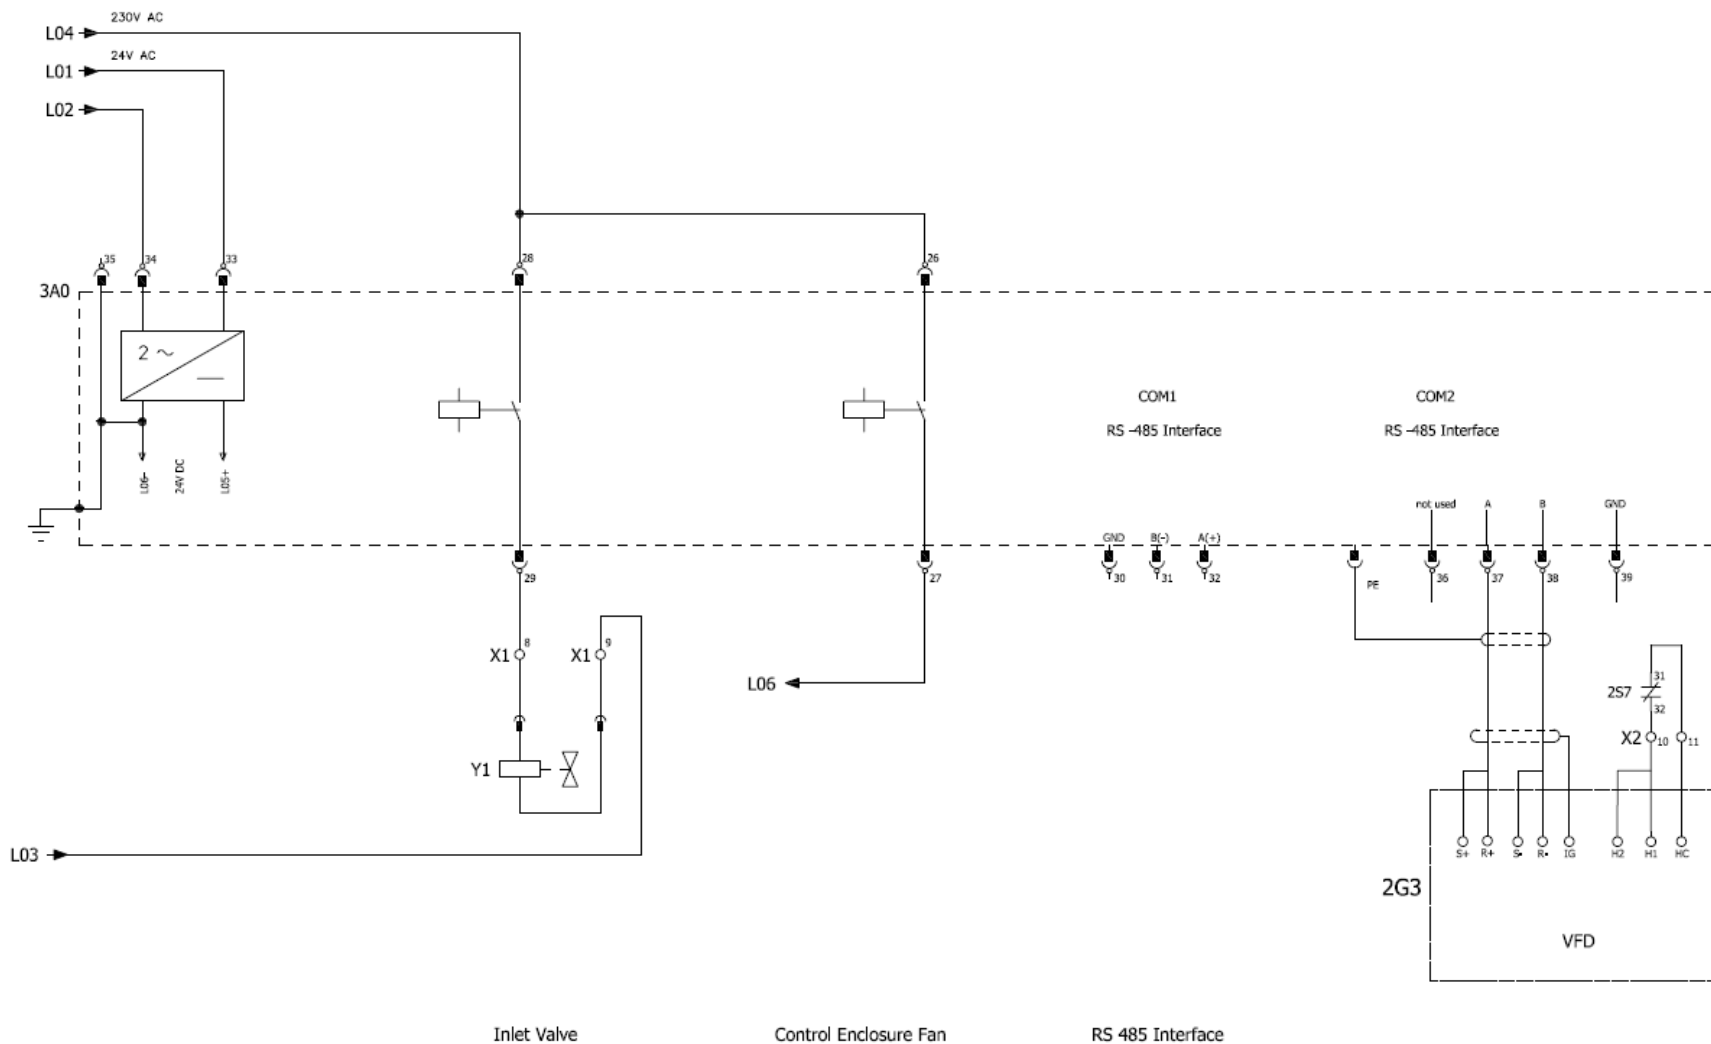 230V AC
L04
24V AC
L01
L02
35
34
33
28
26
3A0
2 ~
COM1
COM2
RS -485 Interface
RS -485 Interface
L06-
24V DC
L05+
not used
A
B
GND
GND
B(-)
A(+)
29
27
30
31
32
PE
36
37
38
39
8
9
X1
X1
L06
31
2S7
32
X2
10
11
Y1
L03
S+
R+
S-
R-
IG
H2
H1
HC
2G3
VFD
Inlet Valve
Control Enclosure Fan
RS 485 Interface